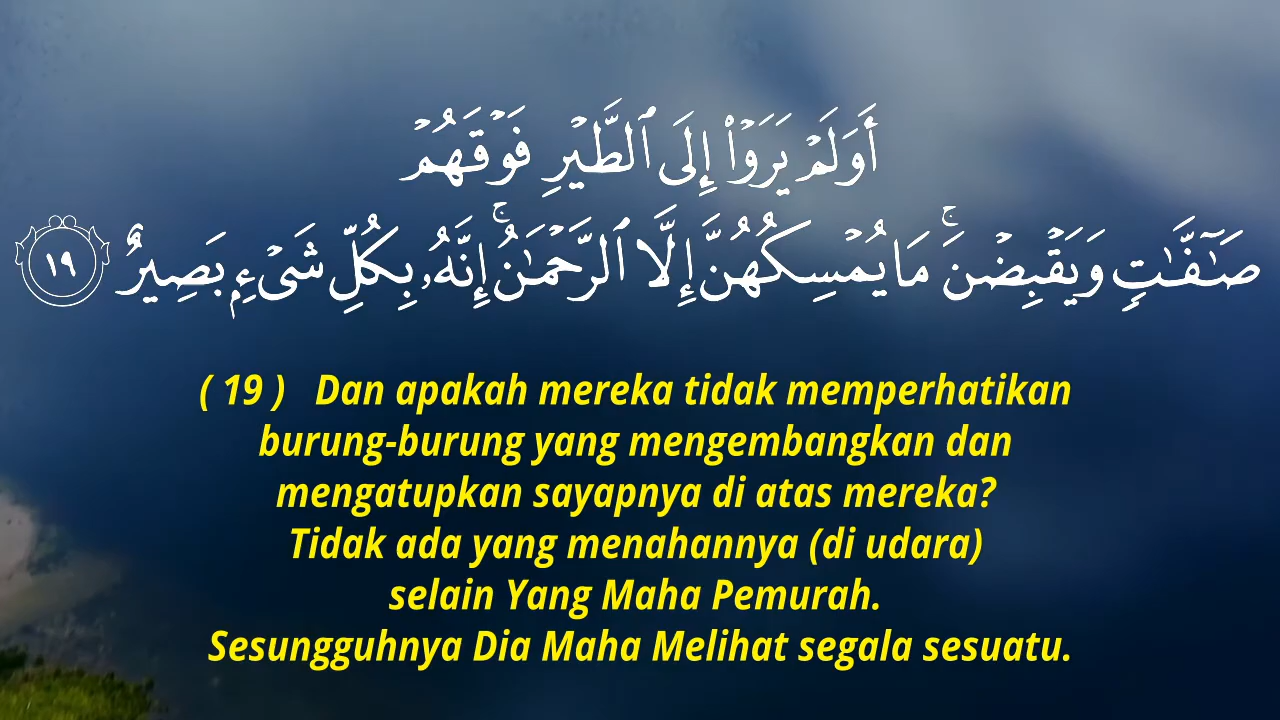 أَوَلَمْ يَرَوْا۟ إِلَى ٱلطَّيْرِ فَوْقَهُمْ
صَـٰٓفَّـٰتٍ وَيَقْبِضْنَ ۚ مَا يُمْسِكُهُنَّ إِلَّا ٱلرَّحْمَـٰنُ ۚ إِنَّهُۥ بِكُلِّ شَىْءٍۭ بَصِيرٌ ١٩
( 19 ) Dan apakah mereka tidak memperhatikan
burung-burung yang mengembangkan dan
mengatupkan sayapnya di atas mereka?
Tidak ada yang menahannya (di udara)
selain Yang Maha Pemurah.
Sesungguhnya Dia Maha Melihat segala sesuatu.